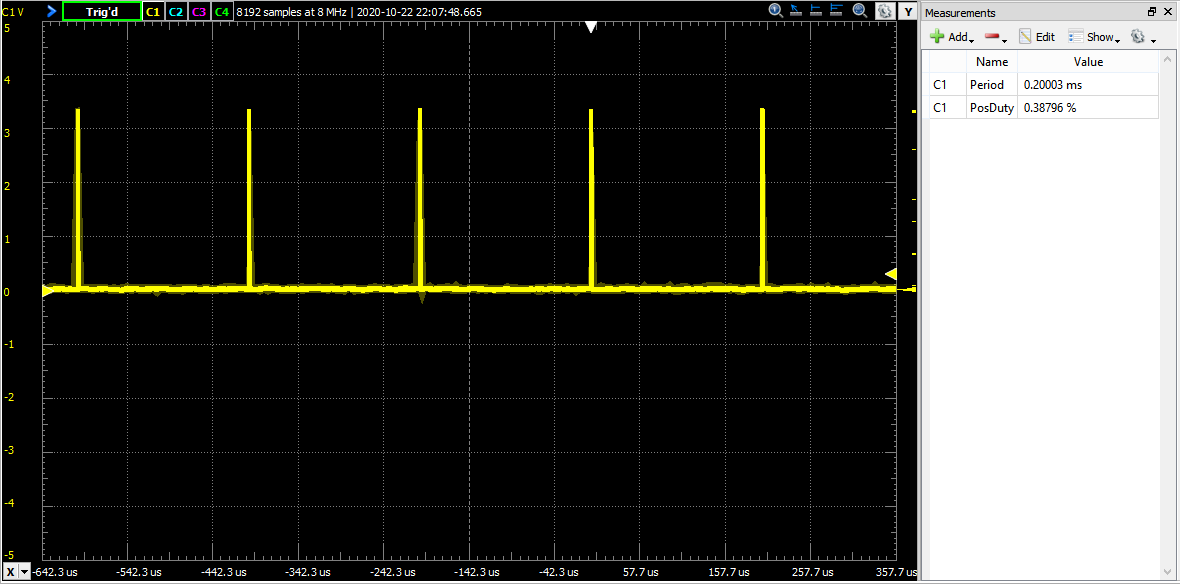 C1 V Trig'd C1 C2 C3 C4 8192 samples at 8 MHz | 2020-10-22 22:07:48.665 Y
5
4
3
2
1
0
-1
-2
-3
-4
-5
X -642.3 us -542.3 us -442.3 us -342.3 us -242.3 us -142.3 us -42.3 us 57.7 us 157.7 us 257.7 us 357.7 us
Measurements
Add Edit Show
Name Value
C1 Period 0.20003 ms
C1 PosDuty 0.38796 %